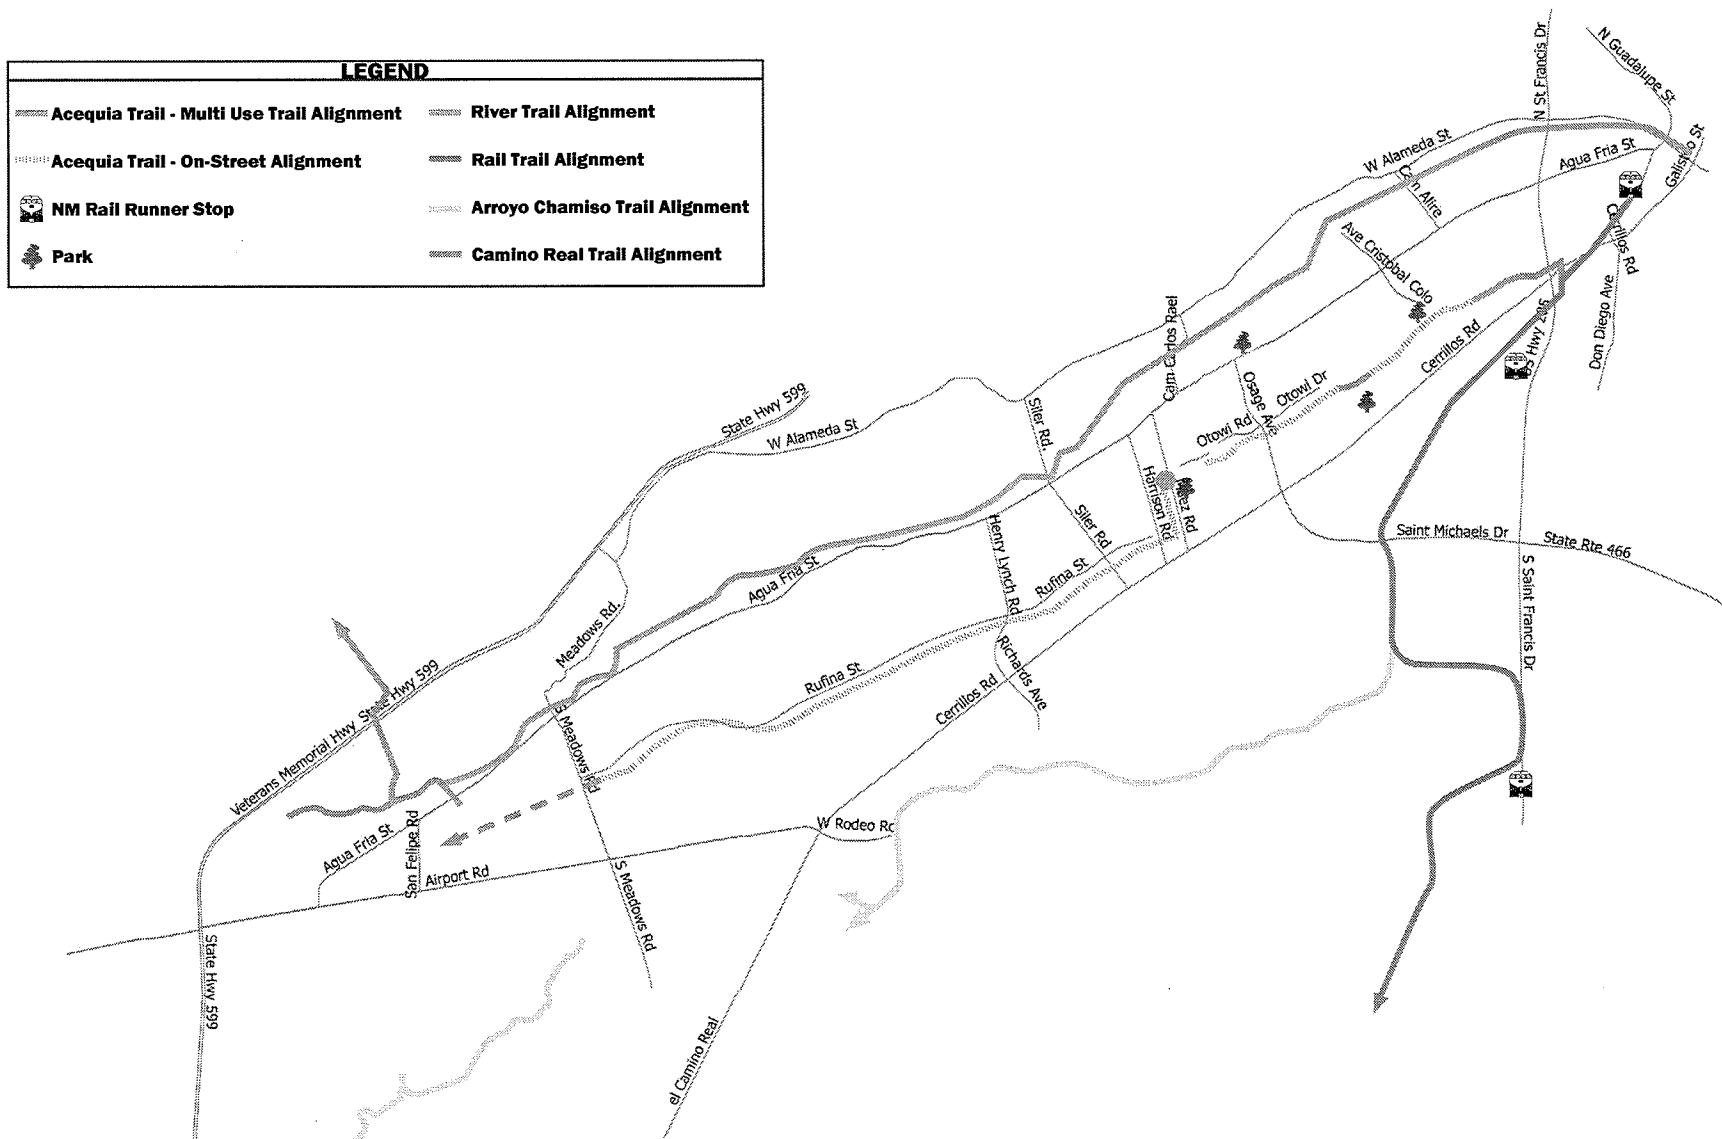 LEGEND
Acequia Trail - Multi Use Trail Alignment
River Trail Alignment
Acequia Trail - On-Street Alignment
Rail Trail Alignment
NM Rail Runner Stop
Arroyo Chamiso Trail Alignment
Park
Camino Real Trail Alignment
N St Francis Dr
N Guadalupe St
W Alameda St
Agua Fria St
Galisteo St
Cam Alire
Ave Cristobal Colo
Cerrillos Rd
Don Diego Ave
Hwy
Cam Carlos Rael
Cerrillos Rd
State Hwy 599
W Alameda St
Siler Rd.
Osage Ave
Otowi Dr
Otowi Rd
Harrison Rd
Rd
Siler Rd
Saint Michaels Dr
State Rte 466
Henry Lynch Rd
Agua Fria St
Rufina St
S Saint Francis Dr
Meadows Rd.
Richards Ave
Rufina St
Cerrillos Rd
State Hwy 599
Veterans Memorial Hwy
S Meadows Rd
W Rodeo Rd
Agua Fria St
San Felipe Rd
Airport Rd
S Meadows Rd
State Hwy 599
el Camino Real